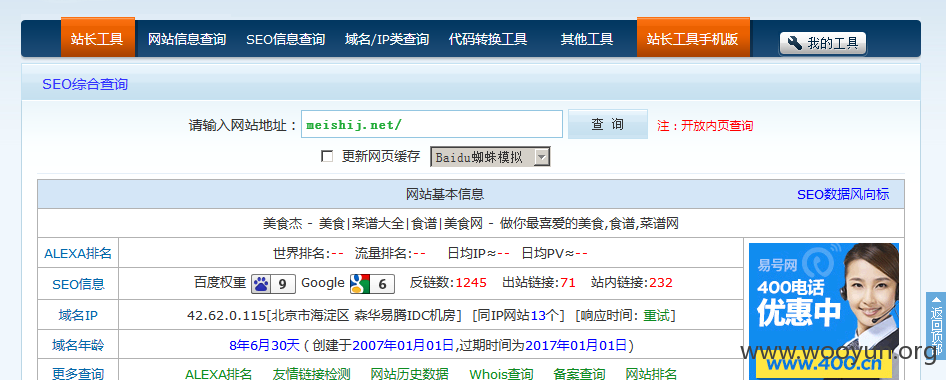 站长工具 网站信息查询 SEO信息查询 域名/IP类查询 代码转换工具 其他工具 站长工具手机版 我的工具
SEO综合查询
请输入网站地址： meishij.net/ 查 询 注：开放内页查询
更新网页缓存 Baidu蜘蛛模拟
网站基本信息 SEO数据风向标
美食杰 - 美食|菜谱大全|食谱|美食网 - 做你最喜爱的美食,食谱,菜谱网
ALEXA排名 世界排名:-- 流量排名:-- 日均IP≈-- 日均PV≈--
SEO信息 百度权重 9 Google 6 反链数:1245 出站链接:71 站内链接:232
域名IP 42.62.0.115[北京市海淀区 森华易腾IDC机房] [同IP网站13个] [响应时间: 重试]
域名年龄 8年6月30天 ( 创建于2007年01月01日,过期时间为2017年01月01日)
更多查询 ALEXA排名 友情链接检测 网站历史数据 Whois查询 备案查询 网站排名
易号网
400电话
优惠中
www.400.cn
返回顶部
www.wooyun.org